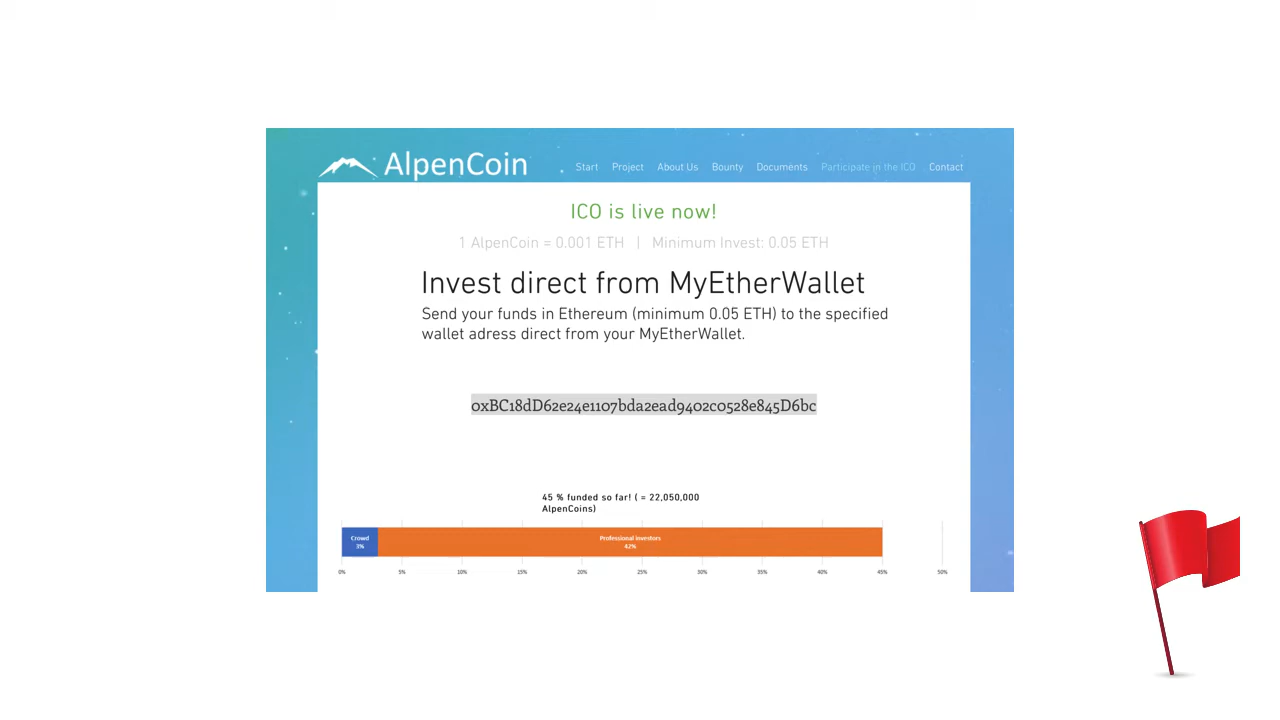 AlpenCoin
Start Project About Us Bounty Documents Participate in the ICO Contact
ICO is live now!
1 AlpenCoin = 0.001 ETH | Minimum Invest: 0.05 ETH
Invest direct from MyEtherWallet
Send your funds in Ethereum (minimum 0.05 ETH) to the specified
wallet adress direct from your MyEtherWallet.
0xBC18dD62e24e1107bda2ead9402c0528e845D6bc
45 % funded so far! ( = 22,050,000
AlpenCoins)
Crowd
3%
Professional investors
42%
0% 5% 10% 15% 20% 25% 30% 35% 40% 45% 50%